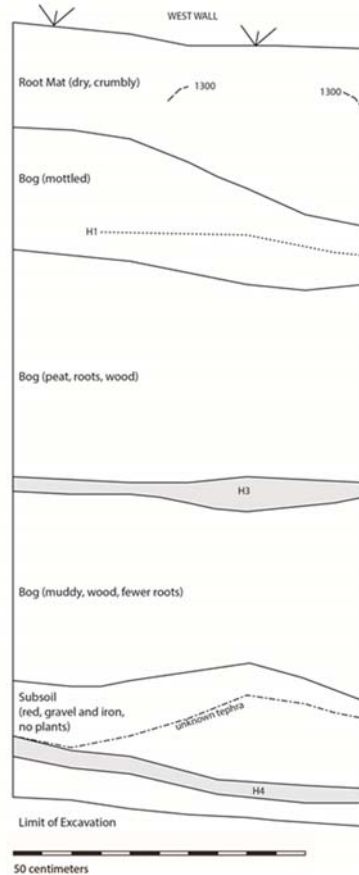 WEST WALL
Root Mat (dry, crumbly)
1300
1300
Bog (mottled)
H1
Bog (peat, roots, wood)
H3
Bog (muddy, wood, fewer roots)
Subsoil
(red, gravel and iron,
no plants)
unknown tephra
H4
Limit of Excavation
50 centimeters